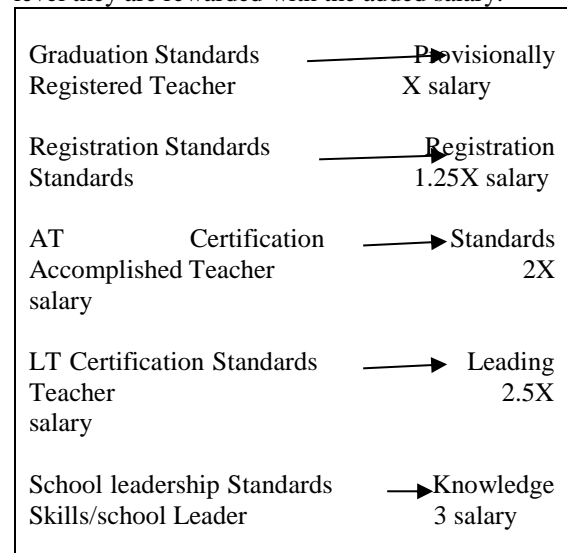 level they are rewarded with the added salary.
Graduation Standards Provisionally
Registered Teacher X salary
Registration Standards Registration
Standards 1.25X salary
AT Certification Standards
Accomplished Teacher 2X
salary
LT Certification Standards Leading
Teacher 2.5X
salary
School leadership Standards Knowledge
Skills/school Leader 3 salary